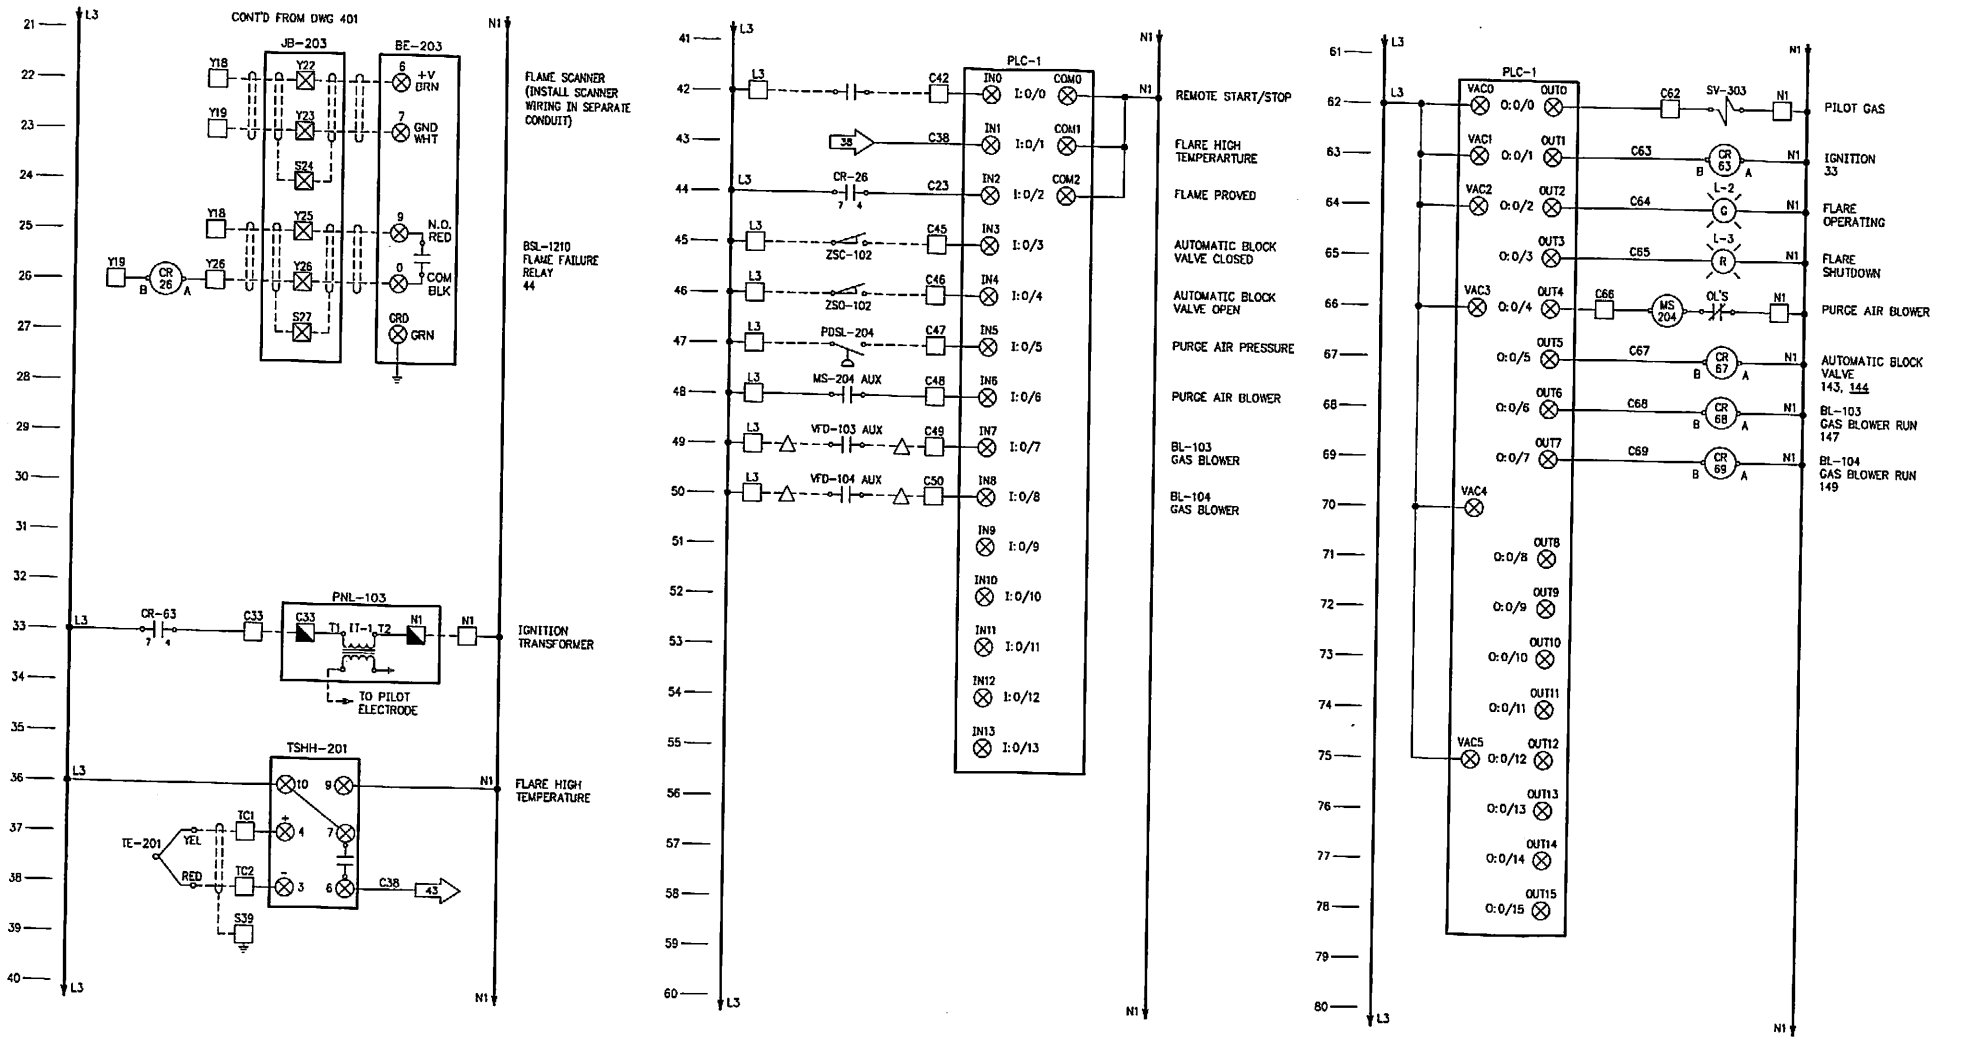 L3
CONT'D FROM DWG 401
N1
21
JB-203
BE-203
22
Y18
Y22
6
+V
BRN
FLAME SCANNER
(INSTALL SCANNER
WIRING IN SEPARATE
CONDUIT)
23
Y19
Y23
7
GND
WHT
24
S24
25
Y18
Y25
9
N.O.
RED
BSL-1210
FLAME FAILURE
RELAY
44
26
Y19
B
CR
26
A
Y26
Y26
0
COM
BLK
27
S27
GRD
GRN
28
29
30
31
32
33
L3
CR-63
7 4
C33
PNL-103
C33
T1
IT-1
T2
N1
N1
IGNITION
TRANSFORMER
34
TO PILOT
ELECTRODE
35
TSHH-201
36
L3
10
9
N1
FLARE HIGH
TEMPERATURE
37
TE-201
YEL
TC1
+
4
7
38
RED
TC2
-
3
6
C38
43
39
S39
40
L3
N1
L3
N1
41
PLC-1
42
L3
C42
IN0
I:0/0
COM0
N1
REMOTE START/STOP
43
38
C38
IN1
I:0/1
COM1
FLARE HIGH
TEMPERARTURE
44
L3
CR-26
7 4
C23
IN2
I:0/2
COM2
FLAME PROVED
45
L3
ZSC-102
C45
IN3
I:0/3
AUTOMATIC BLOCK
VALVE CLOSED
46
L3
ZSO-102
C46
IN4
I:0/4
AUTOMATIC BLOCK
VALVE OPEN
47
L3
PDSL-204
C47
IN5
I:0/5
PURGE AIR PRESSURE
48
L3
MS-204 AUX
C48
IN6
I:0/6
PURGE AIR BLOWER
49
L3
VFD-103 AUX
C49
IN7
I:0/7
BL-103
GAS BLOWER
50
L3
VFD-104 AUX
C50
IN8
I:0/8
BL-104
GAS BLOWER
51
IN9
I:0/9
52
IN10
I:0/10
53
IN11
I:0/11
54
IN12
I:0/12
55
IN13
I:0/13
56
57
58
59
60
L3
N1
L3
N1
61
PLC-1
62
L3
VAC0
O:0/0
OUT0
C62
SV-303
N1
PILOT GAS
63
VAC1
O:0/1
OUT1
C63
B
CR
63
A
N1
IGNITION
33
64
VAC2
O:0/2
OUT2
C64
L-2
G
N1
FLARE
OPERATING
65
O:0/3
OUT3
C65
L-3
R
N1
FLARE
SHUTDOWN
66
VAC3
O:0/4
OUT4
C66
MS
204
OL'S
N1
PURGE AIR BLOWER
67
O:0/5
OUT5
C67
B
CR
67
A
N1
AUTOMATIC BLOCK
VALVE
143, 144
68
O:0/6
OUT6
C68
B
CR
68
A
N1
BL-103
GAS BLOWER RUN
147
69
O:0/7
OUT7
C69
B
CR
69
A
N1
BL-104
GAS BLOWER RUN
149
70
VAC4
71
O:0/8
OUT8
72
O:0/9
OUT9
73
O:0/10
OUT10
74
O:0/11
OUT11
75
VAC5
O:0/12
OUT12
76
O:0/13
OUT13
77
O:0/14
OUT14
78
O:0/15
OUT15
79
80
L3
N1